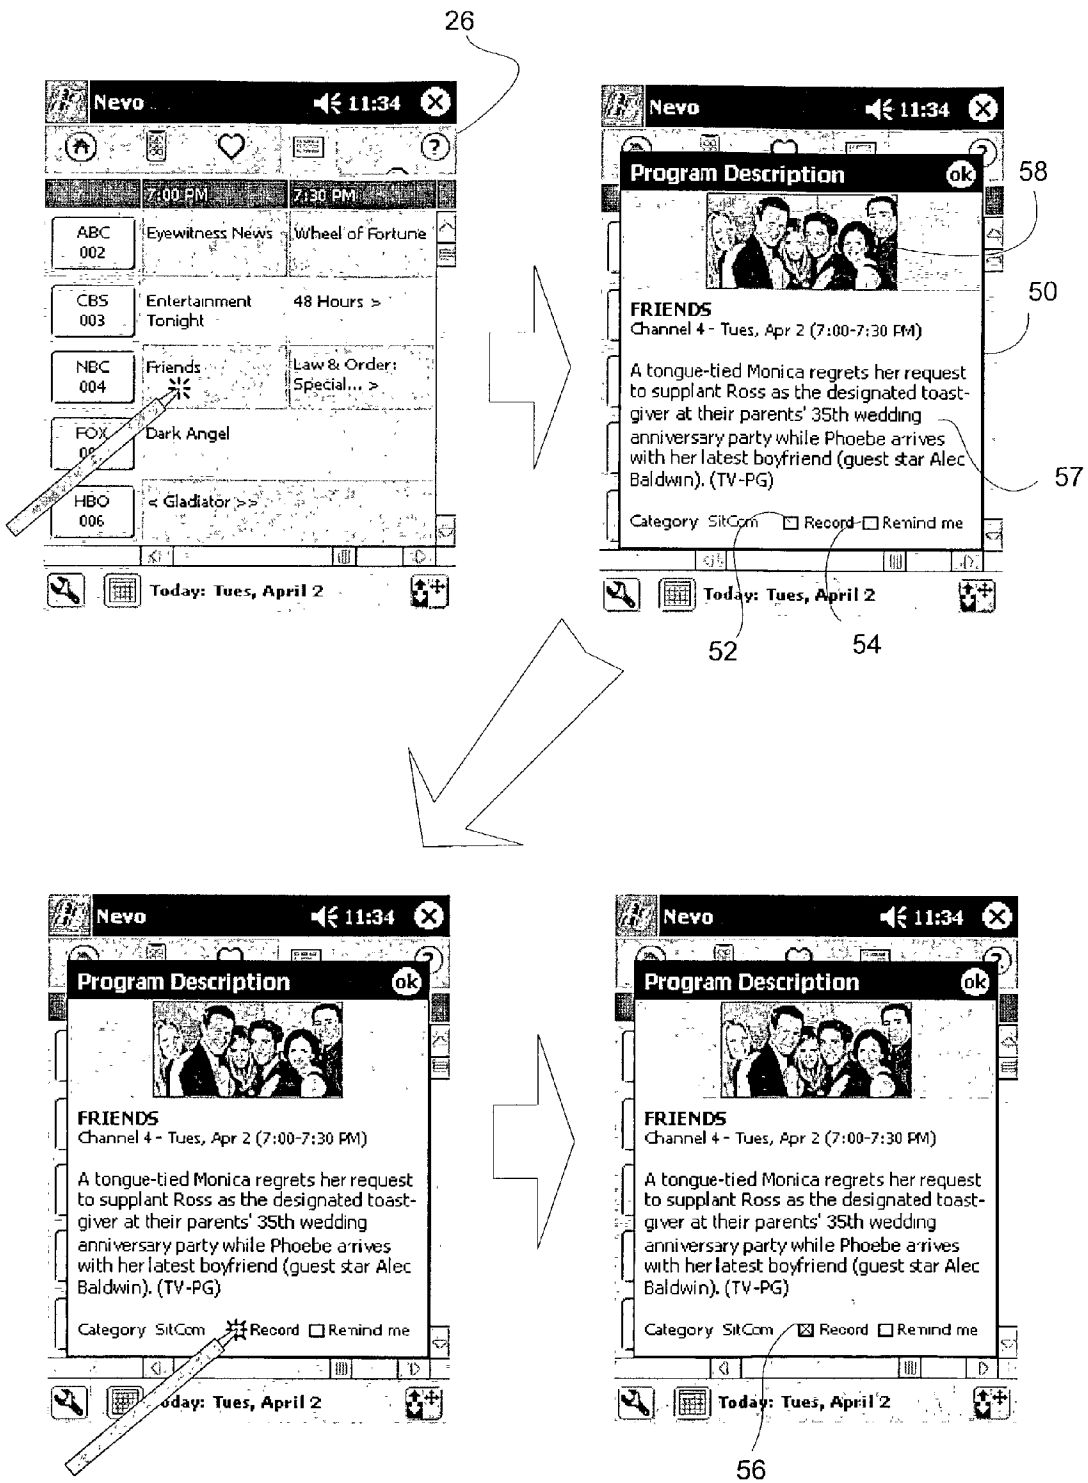 26
Nevo 11:34
?
7:00 PM 7:30 PM
ABC 002 Eyewitness News Wheel of Fortune
CBS 003 Entertainment Tonight 48 Hours >
NBC 004 Friends Law & Order: Special... >
FOX Dark Angel
HBO 006 < Gladiator >>
Today: Tues, April 2
Nevo 11:34
?
Program Description ok
58
50
FRIENDS
Channel 4 - Tues, Apr 2 (7:00-7:30 PM)
A tongue-tied Monica regrets her request
to supplant Ross as the designated toast-
giver at their parents' 35th wedding
anniversary party while Phoebe arrives
with her latest boyfriend (guest star Alec
Baldwin). (TV-PG)
57
Category SitCom Record Remind me
Today: Tues, April 2
52
54
Nevo 11:34
?
Program Description ok
FRIENDS
Channel 4 - Tues, Apr 2 (7:00-7:30 PM)
A tongue-tied Monica regrets her request
to supplant Ross as the designated toast-
giver at their parents' 35th wedding
anniversary party while Phoebe arrives
with her latest boyfriend (guest star Alec
Baldwin). (TV-PG)
Category SitCom Record Remind me
Today: Tues, April 2
Nevo 11:34
?
Program Description ok
FRIENDS
Channel 4 - Tues, Apr 2 (7:00-7:30 PM)
A tongue-tied Monica regrets her request
to supplant Ross as the designated toast-
giver at their parents' 35th wedding
anniversary party while Phoebe arrives
with her latest boyfriend (guest star Alec
Baldwin). (TV-PG)
Category SitCom Record Remind me
Today: Tues, April 2
56